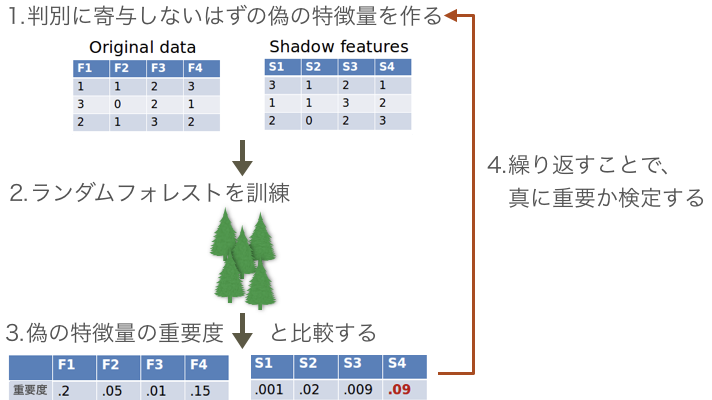 1.判別に寄与しないはずの偽の特徴量を作る
Original data
Shadow features
F1 F2 F3 F4
1 1 2 3
3 0 2 1
2 1 3 2
S1 S2 S3 S4
3 1 2 1
1 1 3 2
2 0 2 3
2.ランダムフォレストを訓練
4.繰り返すことで、
真に重要か検定する
3.偽の特徴量の重要度 と比較する
F1 F2 F3 F4
重要度 .2 .05 .01 .15
S1 S2 S3 S4
.001 .02 .009 .09